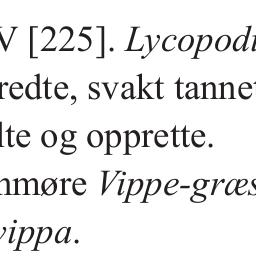 V [225]. Lycopodi
redte, svakt tannet
lte og opprette.
nmøre Vippe-græs
vippa.